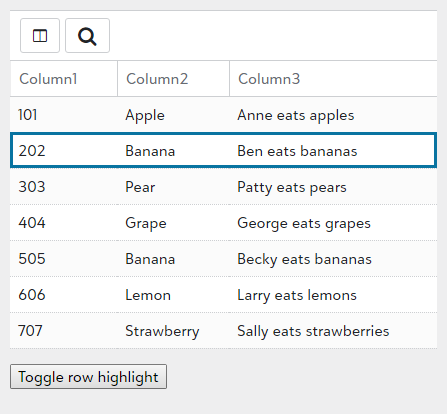 Column1 Column2 Column3
101 Apple Anne eats apples
202 Banana Ben eats bananas
303 Pear Patty eats pears
404 Grape George eats grapes
505 Banana Becky eats bananas
606 Lemon Larry eats lemons
707 Strawberry Sally eats strawberries
Toggle row highlight